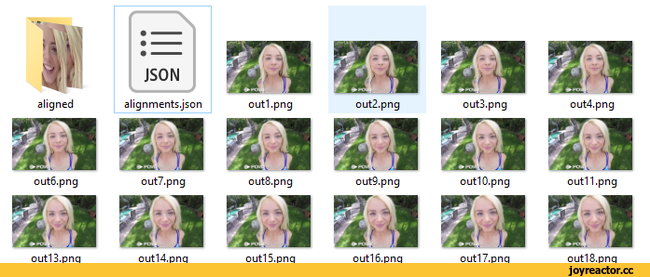 JSON
aligned alignments.json out1.png out2.png out3.png out4.png
out6.png out7.png out8.png out9.png out10.png out11.png
out13.png out14.png out15.png out16.png out17.png out18.png
joyreactor.cc